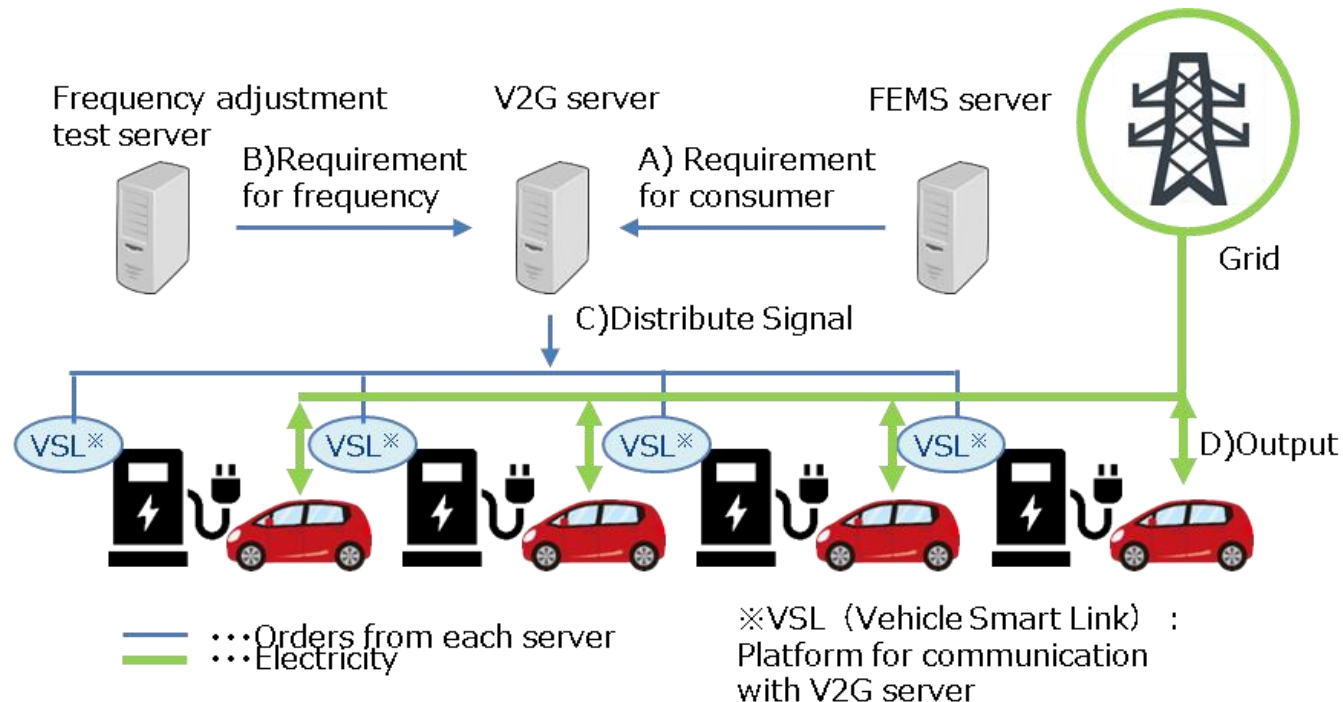 Frequency adjustment
test server
V2G server
FEMS server
B)Requirement
for frequency
A) Requirement
for consumer
Grid
C)Distribute Signal
VSL※
VSL※
VSL※
VSL※
D)Output
･･･Orders from each server
･･･Electricity
※VSL（Vehicle Smart Link）：
Platform for communication
with V2G server